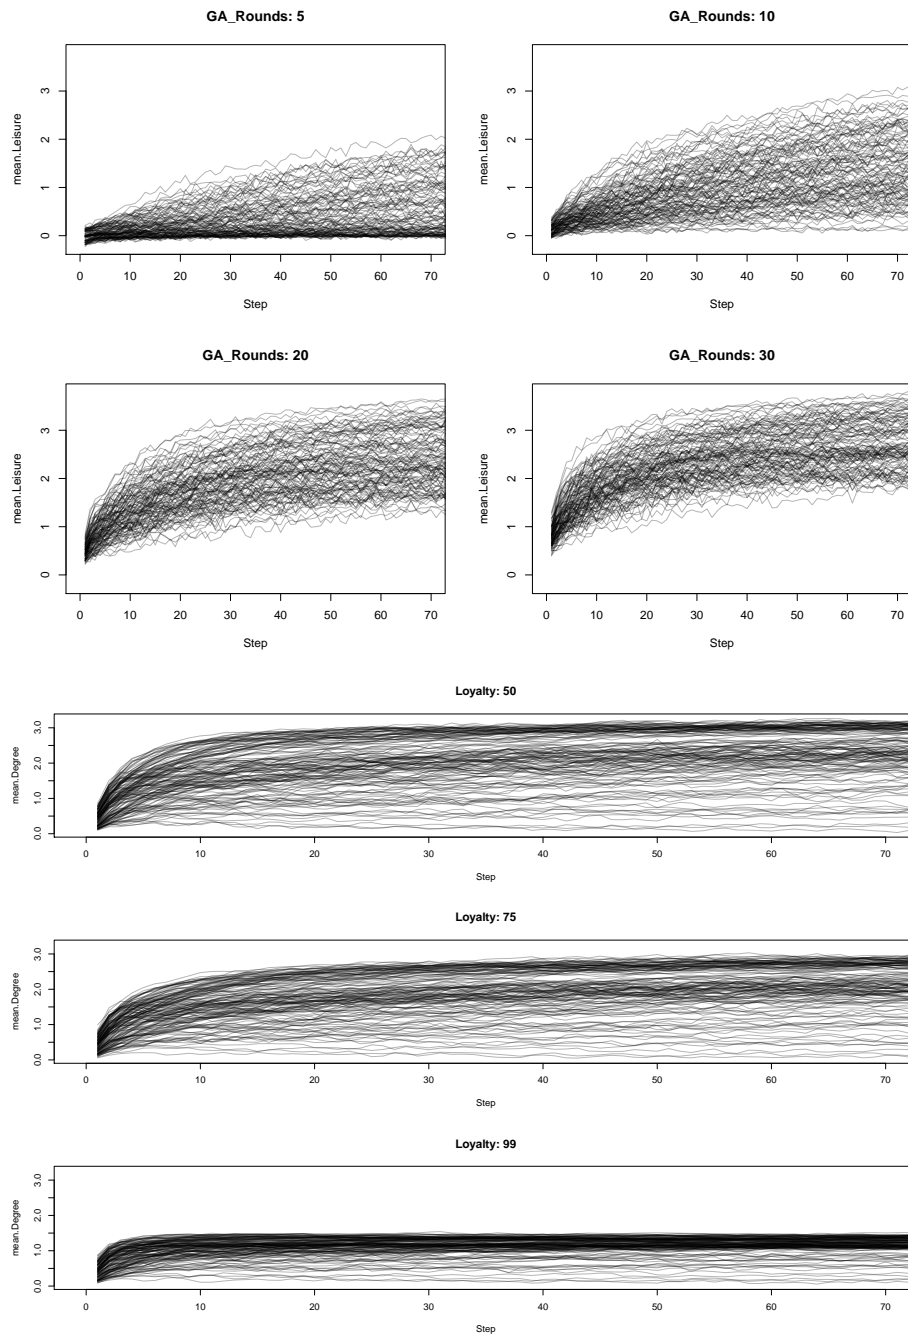 GA_Rounds: 5
GA_Rounds: 10
mean.Leisure
3
2
1
0
0 10 20 30 40 50 60 70
Step
mean.Leisure
3
2
1
0
0 10 20 30 40 50 60 70
Step
GA_Rounds: 20
GA_Rounds: 30
mean.Leisure
3
2
1
0
0 10 20 30 40 50 60 70
Step
mean.Leisure
3
2
1
0
0 10 20 30 40 50 60 70
Step
Loyalty: 50
mean.Degree
3.0
2.0
1.0
0.0
0 10 20 30 40 50 60 70
Step
Loyalty: 75
mean.Degree
3.0
2.0
1.0
0.0
0 10 20 30 40 50 60 70
Step
Loyalty: 99
mean.Degree
3.0
2.0
1.0
0.0
0 10 20 30 40 50 60 70
Step